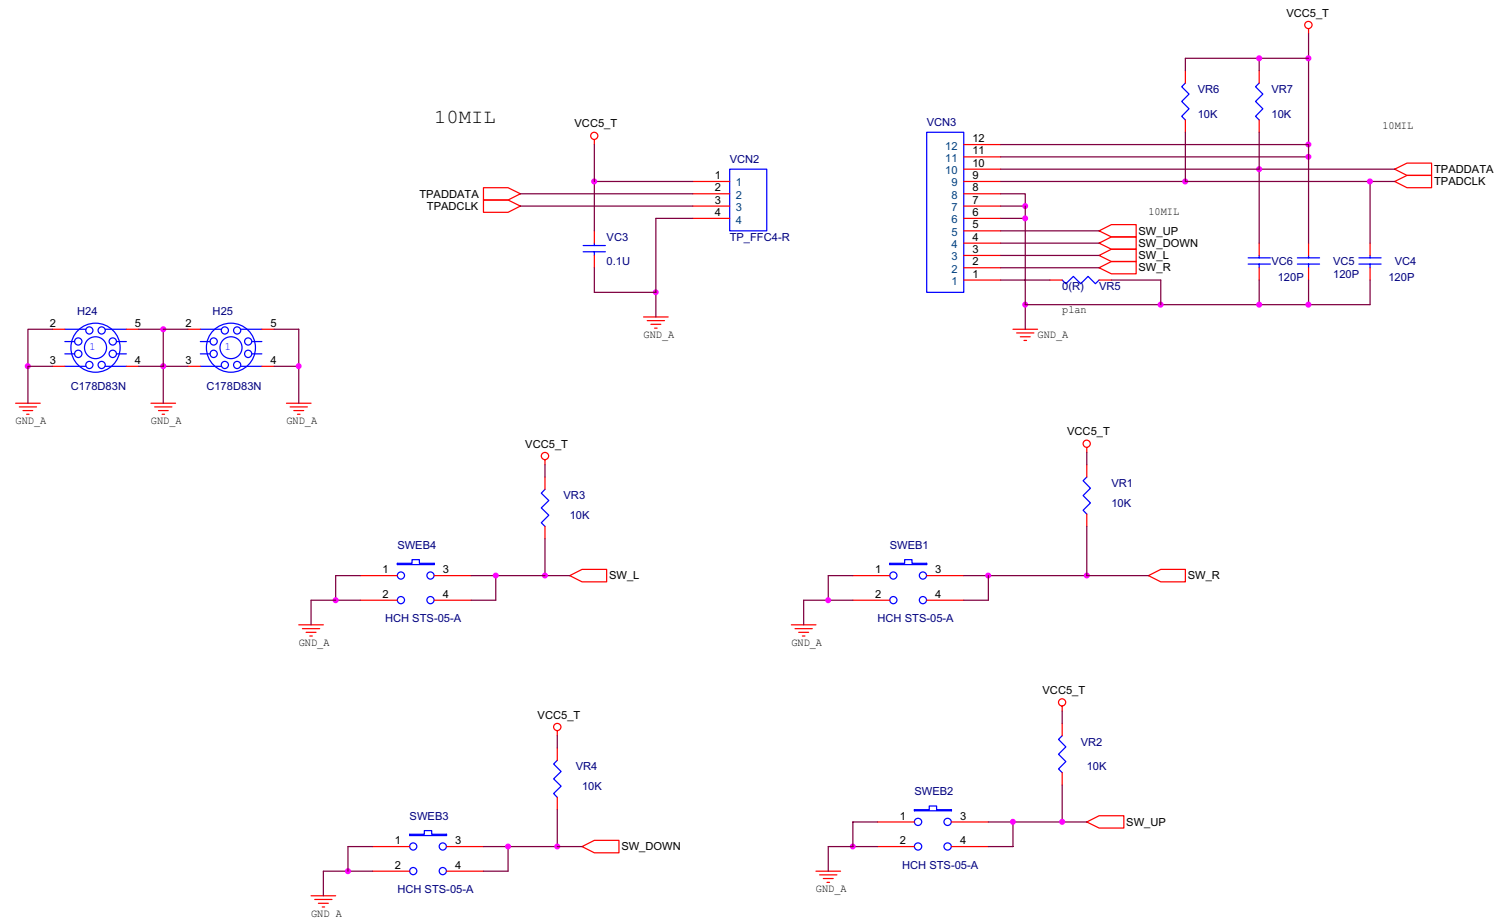 VCC5_T
10MIL
VCC5_T
VCN2
TPADDATA
TPADCLK
1
2
3
4
1
2
3
4
TP_FFC4-R
VC3
0.1U
GND_A
VR6
10K
VR7
10K
10MIL
VCN3
12
11
10
9
8
7
6
5
4
3
2
1
12
11
10
9
8
7
6
5
4
3
2
1
TPADDATA
TPADCLK
10MIL
SW_UP
SW_DOWN
SW_L
SW_R
0(R)
VR5
plan
VC6
120P
VC5
120P
VC4
120P
GND_A
H24
2
5
1
3
4
C178D83N
H25
2
5
1
3
4
C178D83N
GND_A
GND_A
GND_A
VCC5_T
VR3
10K
SWEB4
1
3
2
4
SW_L
HCH STS-05-A
GND_A
VCC5_T
VR1
10K
SWEB1
1
3
2
4
SW_R
HCH STS-05-A
GND_A
VCC5_T
VR4
10K
SWEB3
1
3
2
4
SW_DOWN
HCH STS-05-A
GND_A
VCC5_T
VR2
10K
SWEB2
1
3
2
4
SW_UP
HCH STS-05-A
GND_A